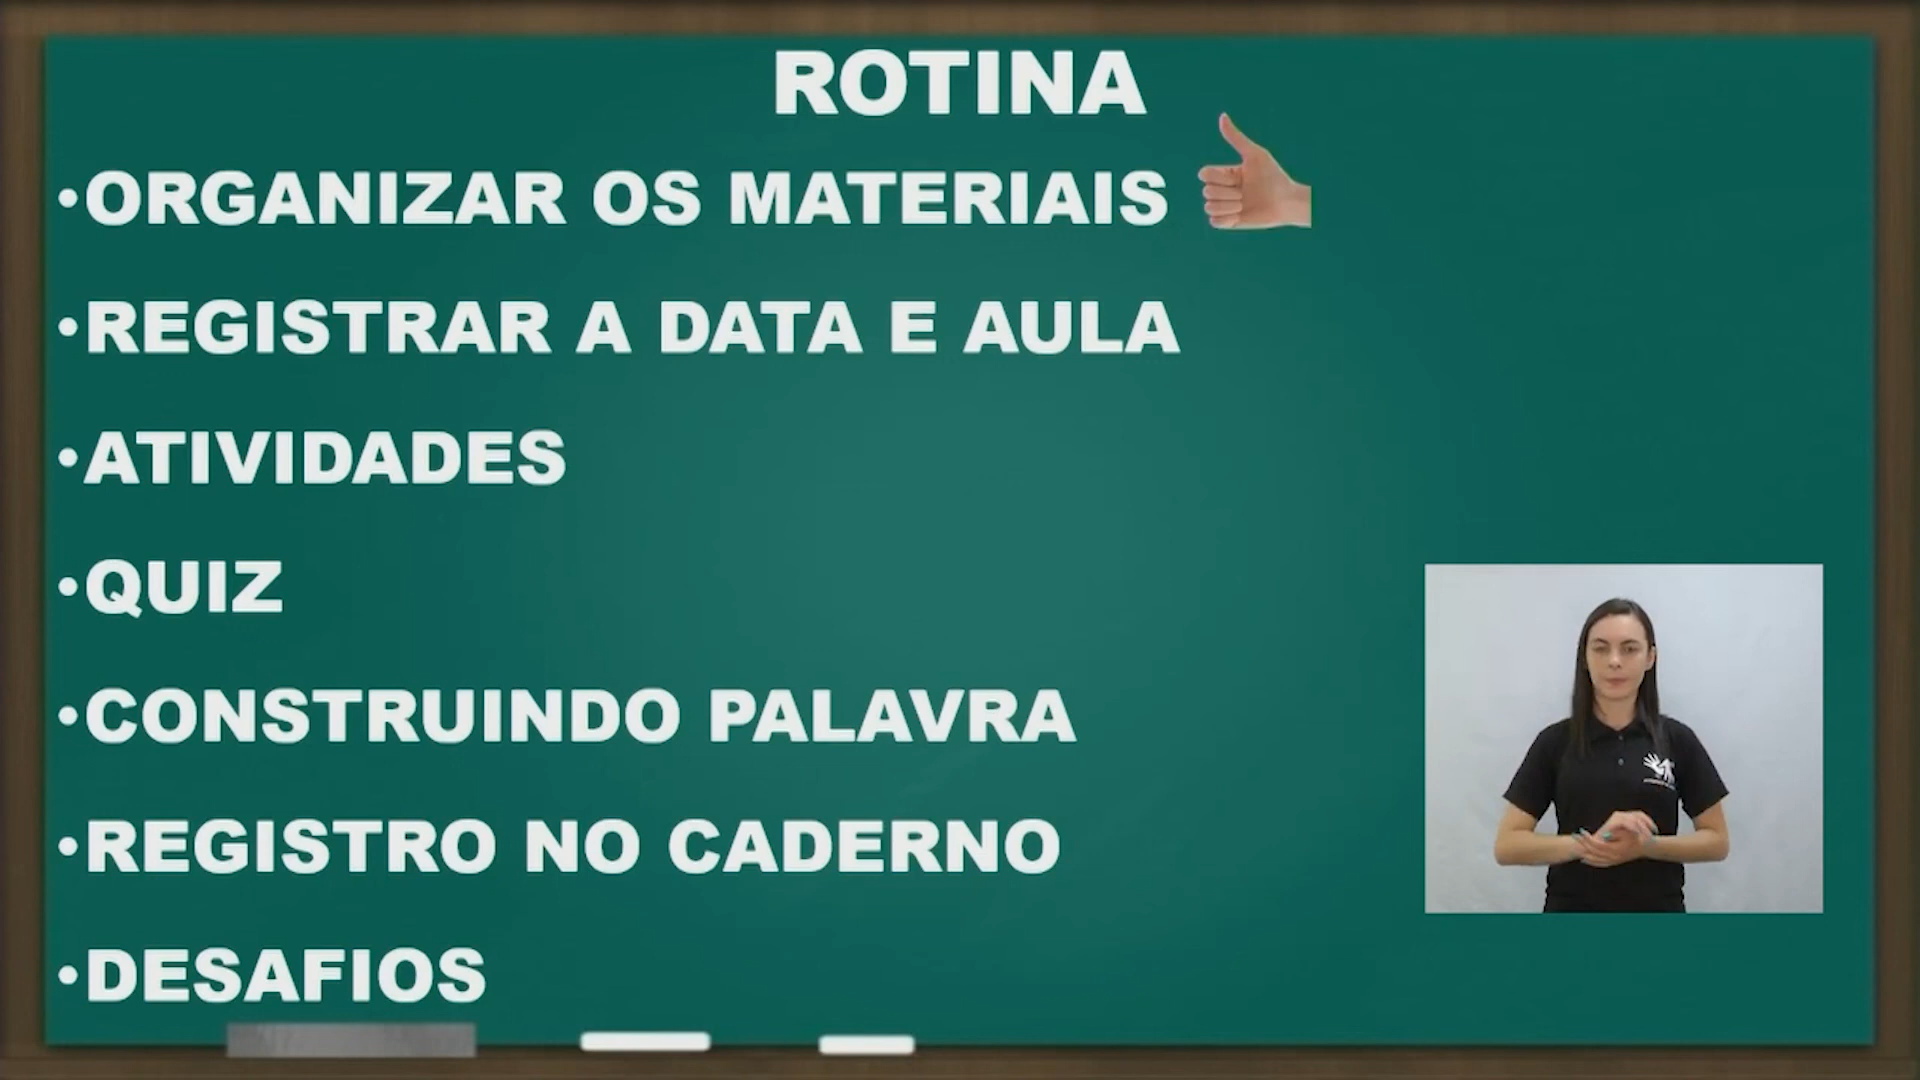 ROTINA
•ORGANIZAR OS MATERIAIS
•REGISTRAR A DATA E AULA
•ATIVIDADES
•QUIZ
•CONSTRUINDO PALAVRA
•REGISTRO NO CADERNO
•DESAFIOS